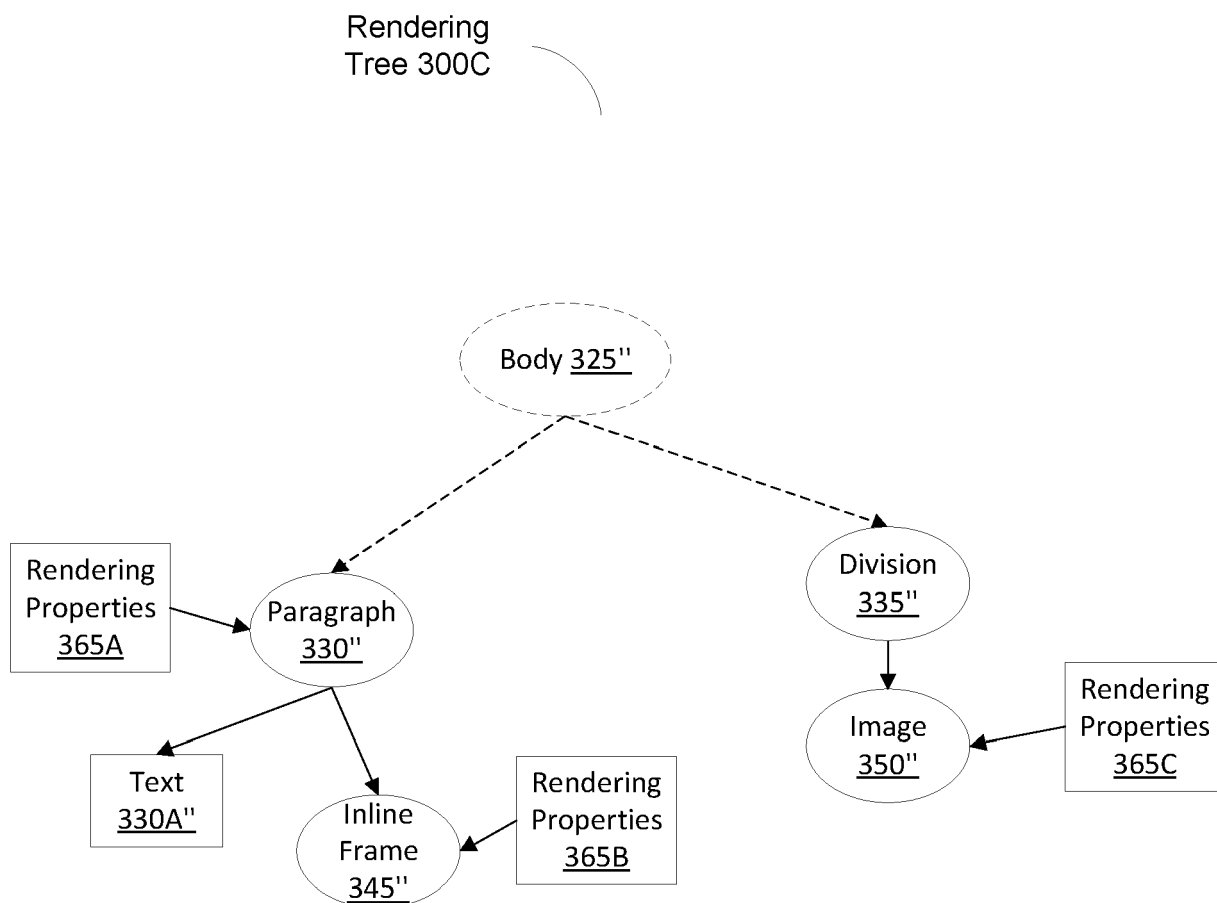 Rendering
Tree 300C
Body 325"
Rendering
Properties
365A
Paragraph
330"
Division
335"
Text
330A"
Inline
Frame
345"
Rendering
Properties
365B
Image
350"
Rendering
Properties
365C